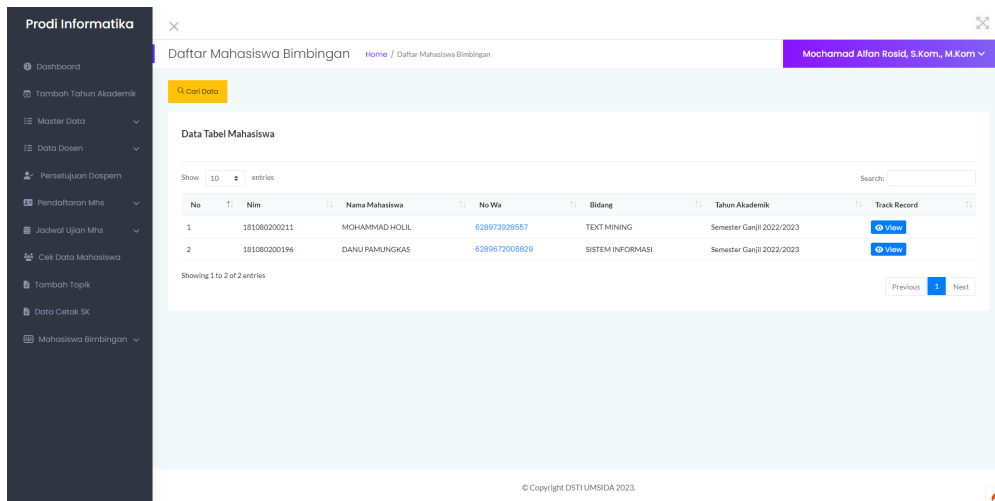 Prodi Informatika
Daftar Mahasiswa Bimbingan Home / Daftar Mahasiswa Bimbingan
Mochamad Alfan Rosid, S.Kom., M.Kom
Dashboard
Tambah Tahun Akademik
Master Data
Data Dosen
Persetujuan Dospem
Pendaftaran Mhs
Jadwal Ujian Mhs
Cek Data Mahasiswa
Tambah Topik
Data Cetak SK
Mahasiswa Bimbingan
Cari Data
Data Tabel Mahasiswa
Show 10 entries
Search:
No Nim Nama Mahasiswa No Wa Bidang Tahun Akademik Track Record
1 181080200211 MOHAMMAD HOLIL 628973928557 TEXT MINING Semester Ganjil 2022/2023 View
2 181080200196 DANU PAMUNGKAS 6289672008829 SISTEM INFORMASI Semester Ganjil 2022/2023 View
Showing 1 to 2 of 2 entries
Previous 1 Next
© Copyright DSTI UMSIDA 2023.